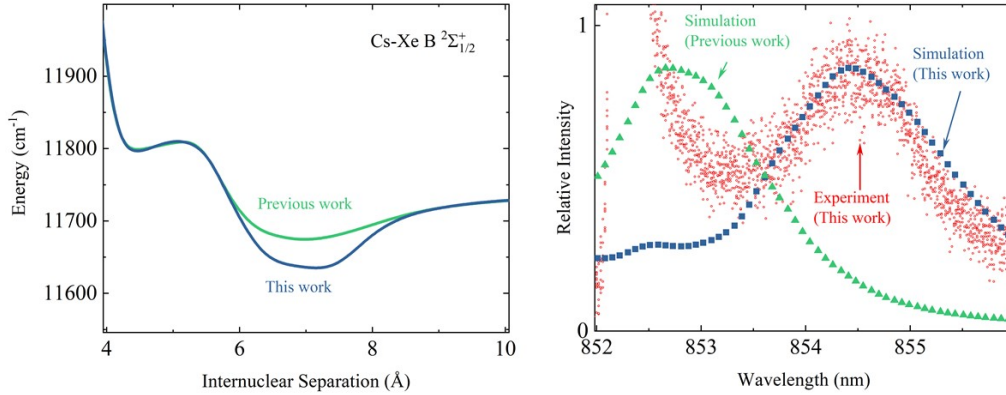 Cs-Xe B ²Σ⁺₁/₂
Energy (cm⁻¹)
11900
11800
11700
11600
Previous work
This work
4
6
8
10
Internuclear Separation (Å)
Relative Intensity
1
0
Simulation
(Previous work)
Simulation
(This work)
Experiment
(This work)
852
853
854
855
Wavelength (nm)